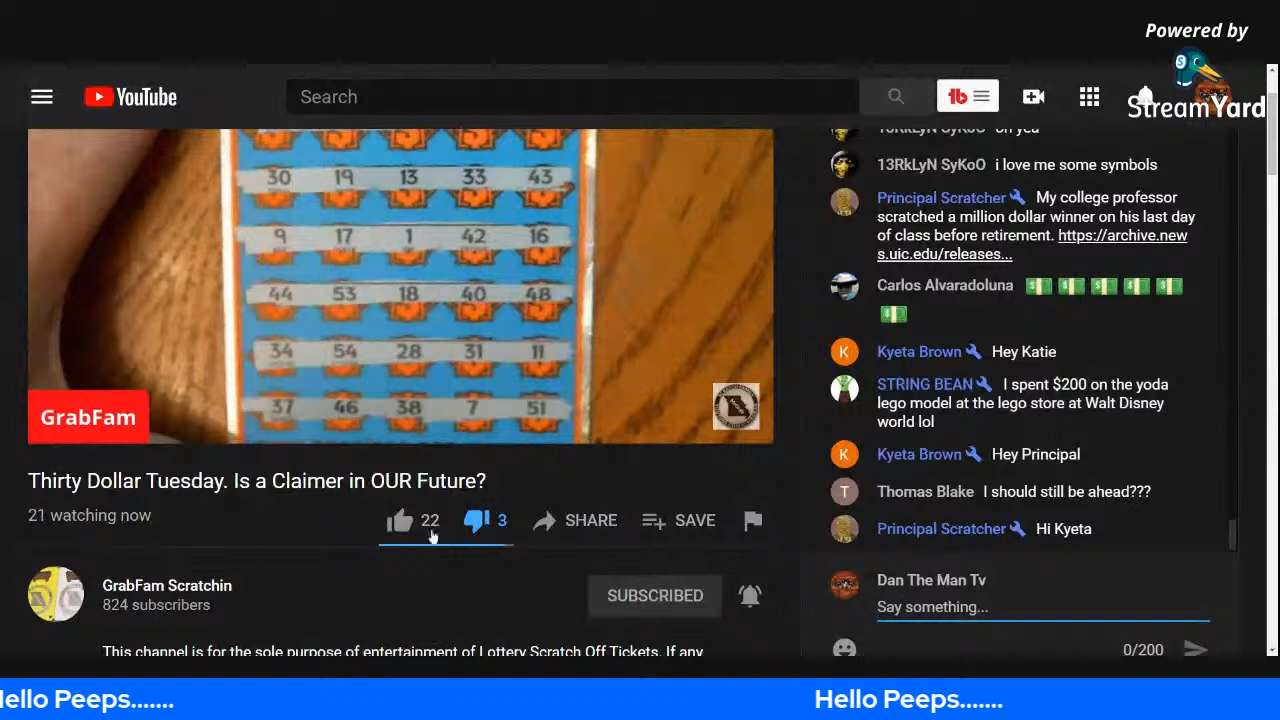 Powered by
StreamYard
YouTube
Search
30 19 13 33 43
9 17 1 42 16
44 53 18 40 48
34 54 28 31 11
37 46 38 7 51
GrabFam
Thirty Dollar Tuesday. Is a Claimer in OUR Future?
21 watching now
22
3
SHARE
SAVE
GrabFam Scratchin
824 subscribers
SUBSCRIBED
This channel is for the sole purpose of entertainment of Lottery Scratch Off Tickets. If any
13RkLyN SyKoO oh yea
13RkLyN SyKoO i love me some symbols
Principal Scratcher My college professor
scratched a million dollar winner on his last day
of class before retirement. https://archive.new
s.uic.edu/releases...
Carlos Alvaradoluna
K Kyeta Brown Hey Katie
STRING BEAN I spent $200 on the yoda
lego model at the lego store at Walt Disney
world lol
K Kyeta Brown Hey Principal
T Thomas Blake I should still be ahead???
Principal Scratcher Hi Kyeta
Dan The Man Tv
Say something...
0/200
Hello Peeps....... Hello Peeps.......